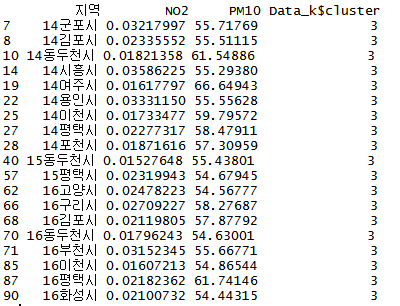 지역 NO2 PM10 Data_k$cluster
7 14군포시 0.03217997 55.71769 3
8 14김포시 0.02335552 55.51115 3
10 14동두천시 0.01821358 61.54886 3
14 14시흥시 0.03586225 55.29380 3
19 14여주시 0.01617797 66.64943 3
22 14용인시 0.03331150 55.55628 3
25 14이천시 0.01733477 59.79572 3
27 14평택시 0.02277317 58.47911 3
28 14포천시 0.01871616 57.30959 3
40 15동두천시 0.01527648 55.43801 3
57 15평택시 0.02319943 54.67945 3
62 16고양시 0.02478223 54.56777 3
66 16구리시 0.02709227 58.27687 3
68 16김포시 0.02119805 57.87792 3
70 16동두천시 0.01796243 54.63001 3
71 16부천시 0.03152345 55.66771 3
85 16이천시 0.01607213 54.86544 3
87 16평택시 0.02182362 61.74146 3
90 16화성시 0.02100732 54.44315 3